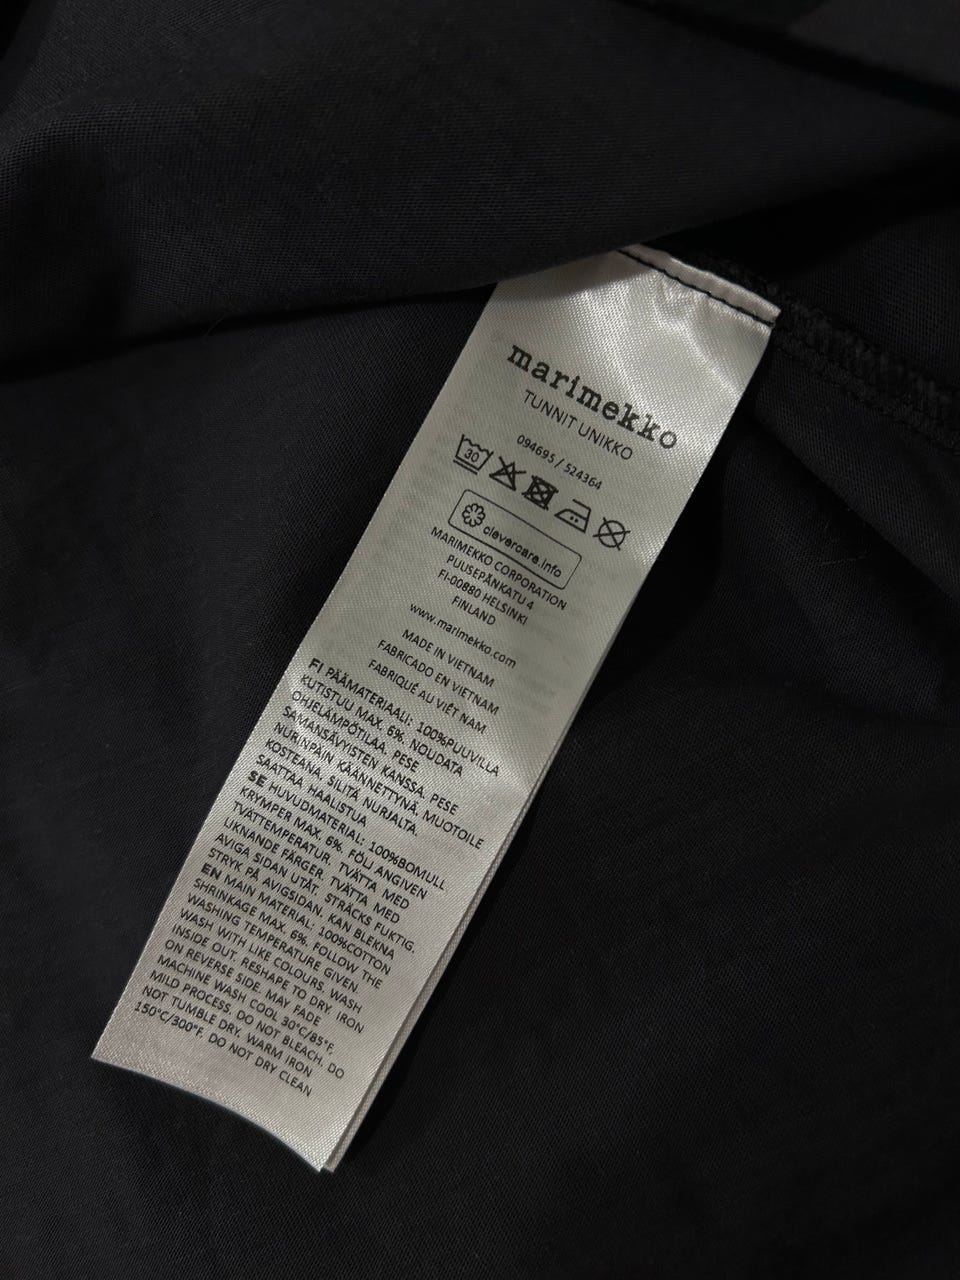 marimekko
TUNNIT UNIKKO
094695 / 524364
30
clevercare.info
MARIMEKKO CORPORATION
PUUSEPÄNKATU 4
FI-00880 HELSINKI
FINLAND
www.marimekko.com
MADE IN VIETNAM
FABRICADO EN VIETNAM
FABRIQUÉ AU VIÊT NAM
FI PÄÄMATERIAALI: 100%PUUVILLA
KUTISTUU MAX. 6%. NOUDATA
OHJELÄMPÖTILAA. PESE
SAMANSÄVYISTEN KANSSA. PESE
NURINPÄIN KÄÄNNETTYNÄ. MUOTOILE
KOSTEANA. SILITÄ NURJALTA.
SAATTAA HAALISTUA
SE HUVUDMATERIAL: 100%BOMULL
KRYMPER MAX. 6%. FÖLJ ANGIVEN
TVÄTTEMPERATUR. TVÄTTA MED
LIKNANDE FÄRGER. TVÄTTA MED
AVIGA SIDAN UTÅT. STRÄCKS FUKTIG.
STRYK PÅ AVIGSIDAN. KAN BLEKNA
EN MAIN MATERIAL: 100%COTTON
SHRINKAGE MAX. 6%. FOLLOW THE
WASHING TEMPERATURE GIVEN.
WASH WITH LIKE COLOURS. WASH
INSIDE OUT. RESHAPE TO DRY. IRON
ON REVERSE SIDE. MAY FADE
MACHINE WASH COOL 30°C/85°F,
MILD PROCESS. DO NOT BLEACH. DO
NOT TUMBLE DRY. WARM IRON
150°C/300°F. DO NOT DRY CLEAN